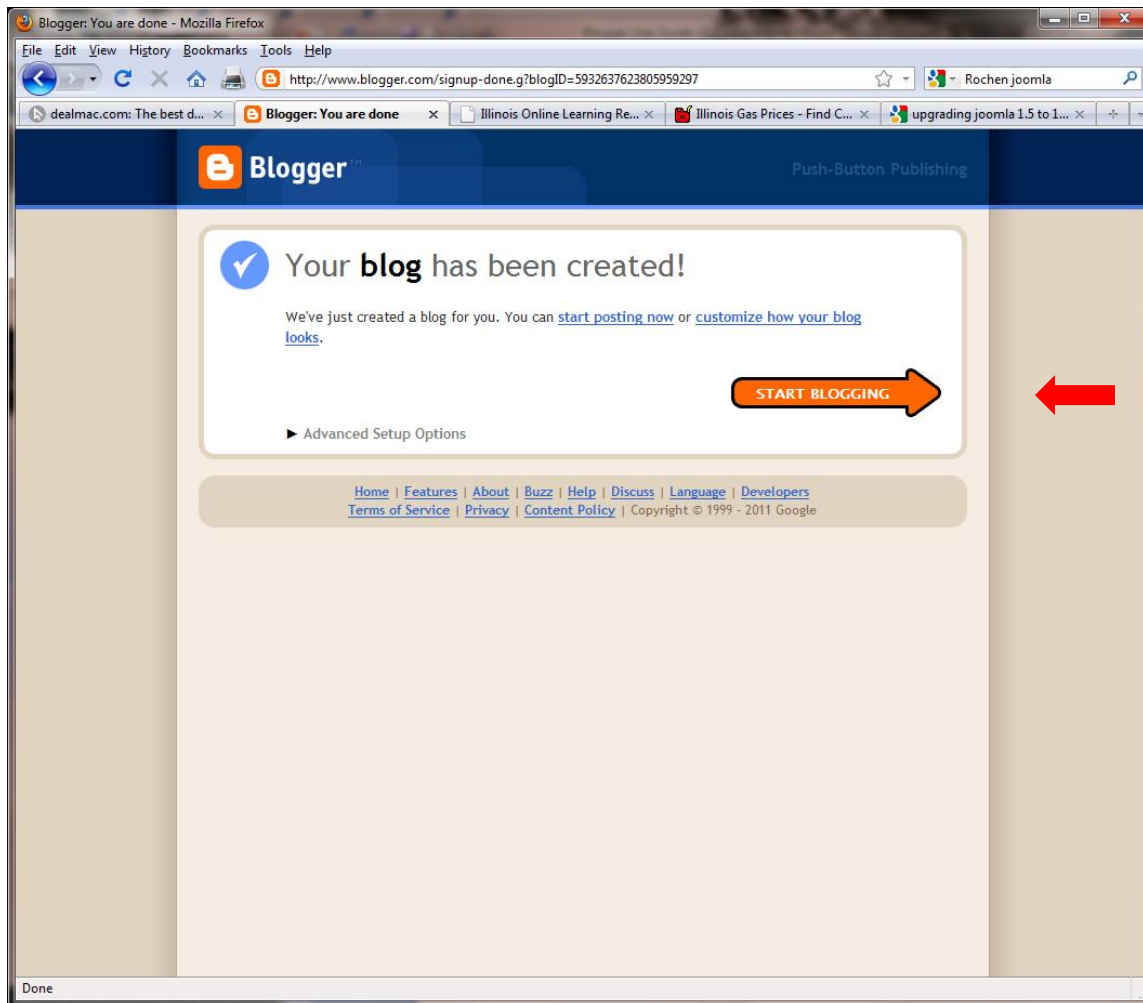 Blogger: You are done - Mozilla Firefox
File Edit View History Bookmarks Tools Help
http://www.blogger.com/signup-done.g?blogID=5932637623805959297 Rochen joomla
dealmac.com: The best d... Blogger: You are done Illinois Online Learning Re... Illinois Gas Prices - Find C... upgrading joomla 1.5 to 1...
Blogger™ Push-Button Publishing
Your blog has been created!
We've just created a blog for you. You can start posting now or customize how your blog
looks.
START BLOGGING
► Advanced Setup Options
Home | Features | About | Buzz | Help | Discuss | Language | Developers
Terms of Service | Privacy | Content Policy | Copyright © 1999 - 2011 Google
Done